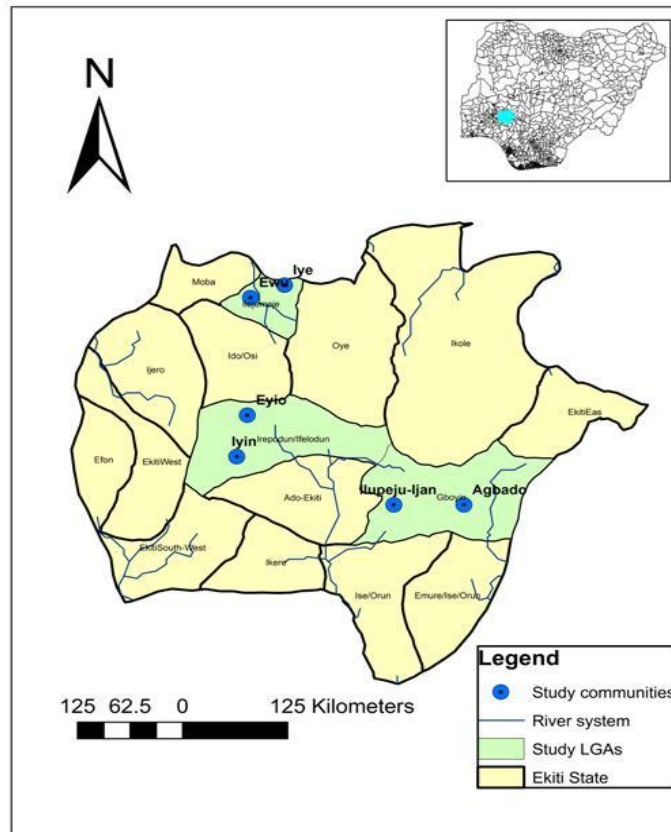 N
Iye
Ewu
Moba
Ilejemeje
Ijero
Ido/Osi
Oye
Ikole
EkitiEas
Eyio
Irepodun/Ifelodun
Iyin
Efon
EkitiWest
Ilupeju-Ijan
Agbado
Gboyin
Ado-Ekiti
EkitiSouth-West
Ikere
Ise/Orun
Emure/Ise/Orun
Legend
Study communities
River system
Study LGAs
Ekiti State
125 62.5 0 125 Kilometers